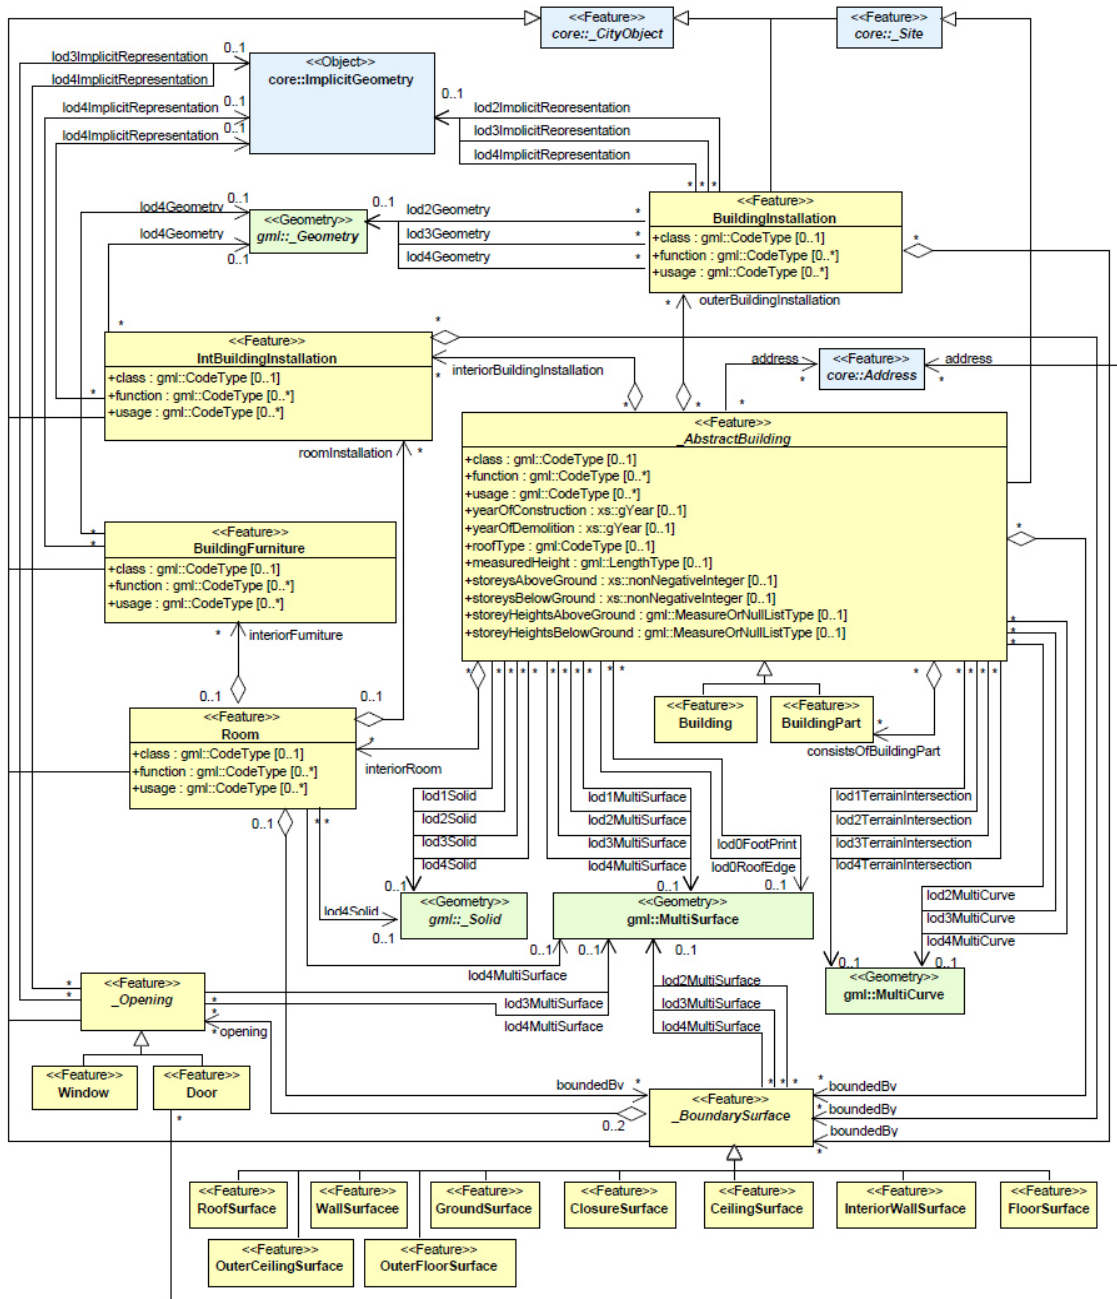 <<Feature>>
core::_CityObject
<<Feature>>
core::_Site
lod3ImplicitRepresentation
0..1
lod4ImplicitRepresentation
<<Object>>
core::ImplicitGeometry
0..1
lod4ImplicitRepresentation
0..1
0..1
lod4ImplicitRepresentation
lod2ImplicitRepresentation
lod3ImplicitRepresentation
lod4ImplicitRepresentation
* * *
0..1
lod4Geometry
<<Geometry>>
gml::_Geometry
lod4Geometry
0..1
0..1
lod2Geometry
*
lod3Geometry
*
lod4Geometry
*
<<Feature>>
BuildingInstallation
+class : gml::CodeType [0..1]
+function : gml::CodeType [0..*]
+usage : gml::CodeType [0..*]
*
* outerBuildingInstallation
*
*
<<Feature>>
IntBuildingInstallation
+class : gml::CodeType [0..1]
+function : gml::CodeType [0..*]
+usage : gml::CodeType [0..*]
*
*
interiorBuildingInstallation
address
*
<<Feature>>
core::Address
address
*
* * *
roomInstallation
*
<<Feature>>
_AbstractBuilding
+class : gml::CodeType [0..1]
+function : gml::CodeType [0..*]
+usage : gml::CodeType [0..*]
+yearOfConstruction : xs::gYear [0..1]
+yearOfDemolition : xs::gYear [0..1]
+roofType : gml:CodeType [0..1]
+measuredHeight : gml::LengthType [0..1]
+storeysAboveGround : xs::nonNegativeInteger [0..1]
+storeysBelowGround : xs::nonNegativeInteger [0..1]
+storeyHeightsAboveGround : gml::MeasureOrNullListType [0..1]
+storeyHeightsBelowGround : gml::MeasureOrNullListType [0..1]
*
*
*
*
*
*
<<Feature>>
BuildingFurniture
+class : gml::CodeType [0..1]
+function : gml::CodeType [0..*]
+usage : gml::CodeType [0..*]
* interiorFurniture
0..1
0..1
* * * * * * * * * * * * * * * *
<<Feature>>
Room
+class : gml::CodeType [0..1]
+function : gml::CodeType [0..*]
+usage : gml::CodeType [0..*]
*
interiorRoom
<<Feature>>
Building
<<Feature>>
BuildingPart
*
consistsOfBuildingPart
0..1
* *
lod1Solid
lod2Solid
lod3Solid
lod4Solid
0..1
lod1MultiSurface
lod2MultiSurface
lod3MultiSurface
lod4MultiSurface
0..1
lod0FootPrint
lod0RoofEdge
0..1
lod1TerrainIntersection
lod2TerrainIntersection
lod3TerrainIntersection
lod4TerrainIntersection
lod2MultiCurve
lod3MultiCurve
lod4MultiCurve
0..1
0..1
lod4Solid
0..1
<<Geometry>>
gml::_Solid
<<Geometry>>
gml::MultiSurface
0..1
0..1
0..1
<<Geometry>>
gml::MultiCurve
lod4MultiSurface
<<Feature>>
_Opening
*
*
*
*
* opening
lod3MultiSurface
lod4MultiSurface
lod2MultiSurface
lod3MultiSurface
lod4MultiSurface
<<Feature>>
Window
<<Feature>>
Door
*
boundedBy
*
* * *
<<Feature>>
_BoundarySurface
0..2
*
boundedBy
*
boundedBy
boundedBy
*
<<Feature>>
RoofSurface
<<Feature>>
WallSurfacee
<<Feature>>
GroundSurface
<<Feature>>
ClosureSurface
<<Feature>>
CeilingSurface
<<Feature>>
InteriorWallSurface
<<Feature>>
FloorSurface
<<Feature>>
OuterCeilingSurface
<<Feature>>
OuterFloorSurface